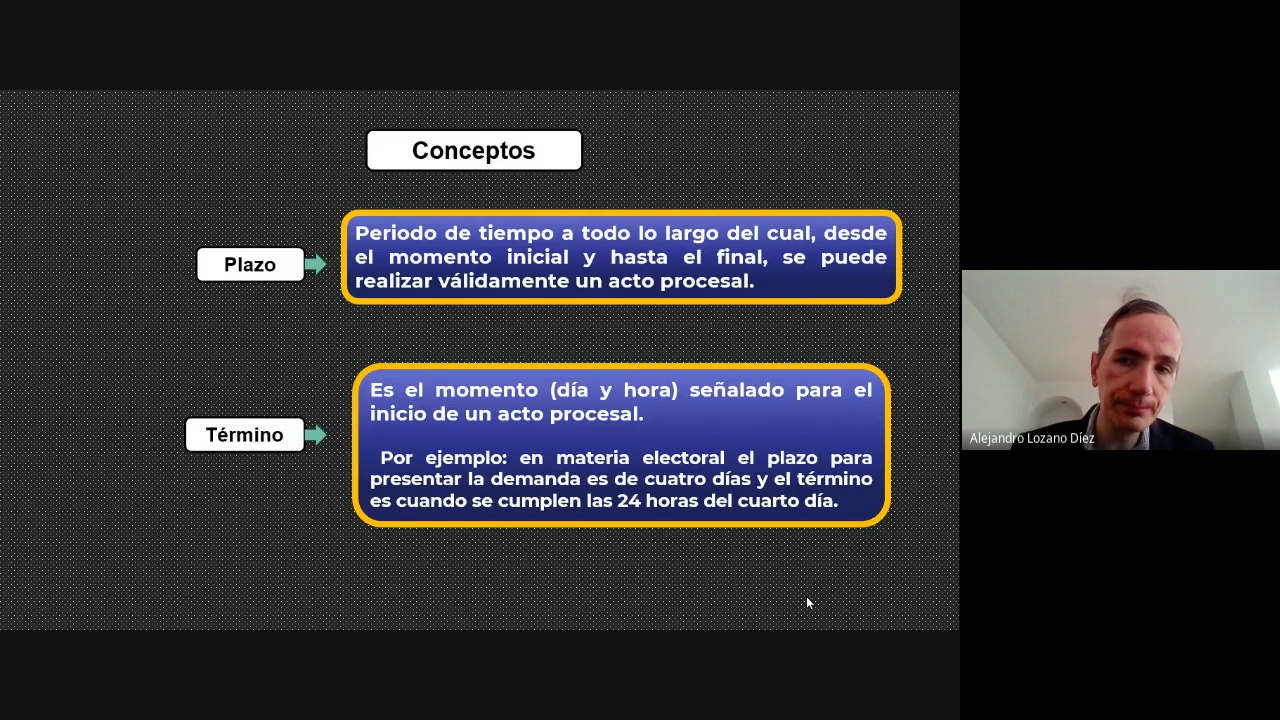 Conceptos
Plazo
Periodo de tiempo a todo lo largo del cual, desde
el momento inicial y hasta el final, se puede
realizar válidamente un acto procesal.
Término
Es el momento (día y hora) señalado para el
inicio de un acto procesal.
Por ejemplo: en materia electoral el plazo para
presentar la demanda es de cuatro días y el término
es cuando se cumplen las 24 horas del cuarto día.
Alejandro Lozano Díez